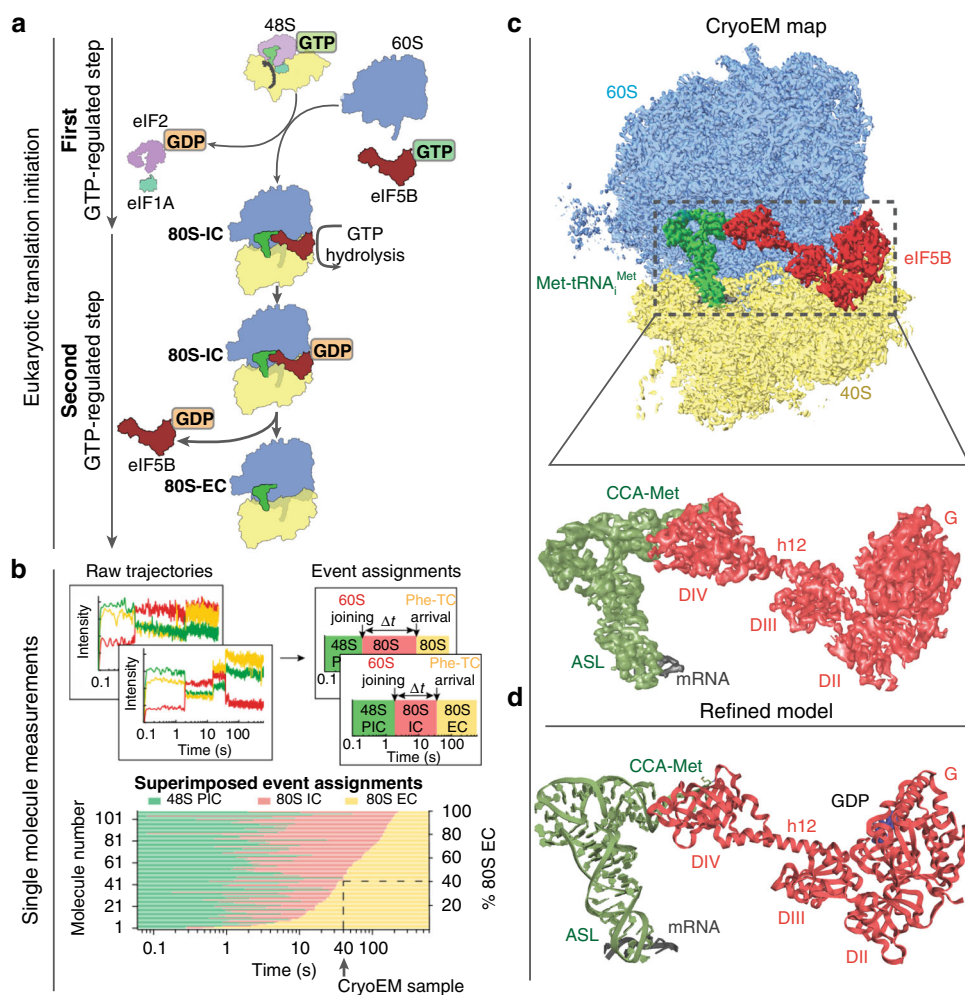 a
Eukaryotic translation initiation
First
GTP-regulated step
Second
GTP-regulated step
48S
GTP
60S
eIF2
GDP
eIF1A
GTP
eIF5B
80S-IC
GTP
hydrolysis
80S-IC
GDP
GDP
eIF5B
80S-EC
b
Single molecule measurements
Raw trajectories
Intensity
0.1
Intensity
0.1 1 10 100
Time (s)
Event assignments
60S
joining
Phe-TC
arrival
Δt
48S
80S
80S
0.1
60S
joining
Phe-TC
arrival
Δt
48S
PIC
80S
IC
80S
EC
0.1 1 10 100
Time (s)
Superimposed event assignments
48S PIC
80S IC
80S EC
Molecule number
101
81
61
41
21
1
100
80
60
40
20
% 80S EC
0.1 1 10 40 100
Time (s)
CryoEM sample
c
CryoEM map
60S
Met-tRNAiMet
eIF5B
40S
CCA-Met
G
h12
DIV
DIII
ASL
mRNA
DII
d
Refined model
CCA-Met
G
GDP
h12
DIV
DIII
mRNA
ASL
DII